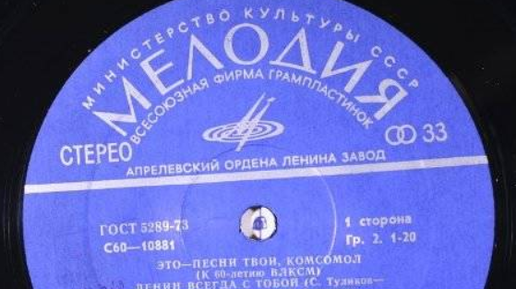 МИНИСТЕРСТВО КУЛЬТУРЫ СССР
МЕЛОДИЯ
ВСЕСОЮЗНАЯ ФИРМА ГРАМПЛАСТИНОК
СТЕРЕО
33
АПРЕЛЕВСКИЙ ОРДЕНА ЛЕНИНА ЗАВОД
ГОСТ 5289-73
С60—10881
1 сторона
Гр. 2. 1-20
ЭТО—ПЕСНИ ТВОИ, КОМСОМОЛ
(К 60-летию ВЛКСМ)
ЛЕНИН ВСЕГДА С ТОБОЙ (С. Туликов—